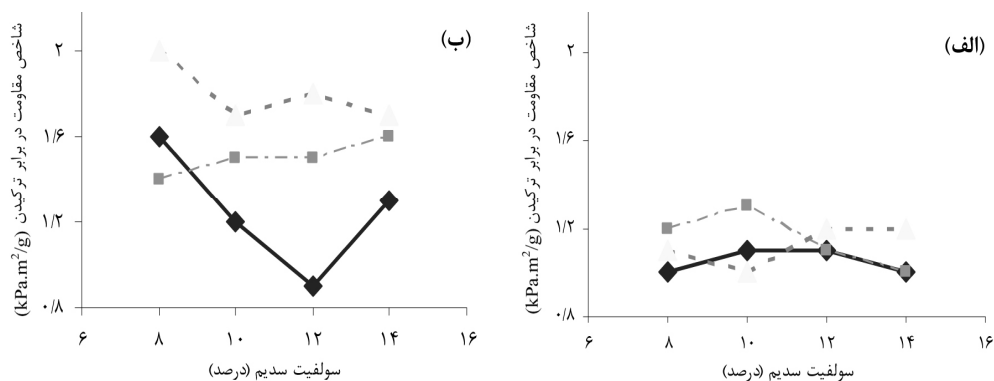 (الف)
شاخص مقاومت در برابر ترکیدن (kPa.m²/g)
۲
۱/۶
۱/۲
۰/۸
۶ ۸ ۱۰ ۱۲ ۱۴ ۱۶
سولفیت سدیم (درصد)
(ب)
شاخص مقاومت در برابر ترکیدن (kPa.m²/g)
۲
۱/۶
۱/۲
۰/۸
۶ ۸ ۱۰ ۱۲ ۱۴ ۱۶
سولفیت سدیم (درصد)